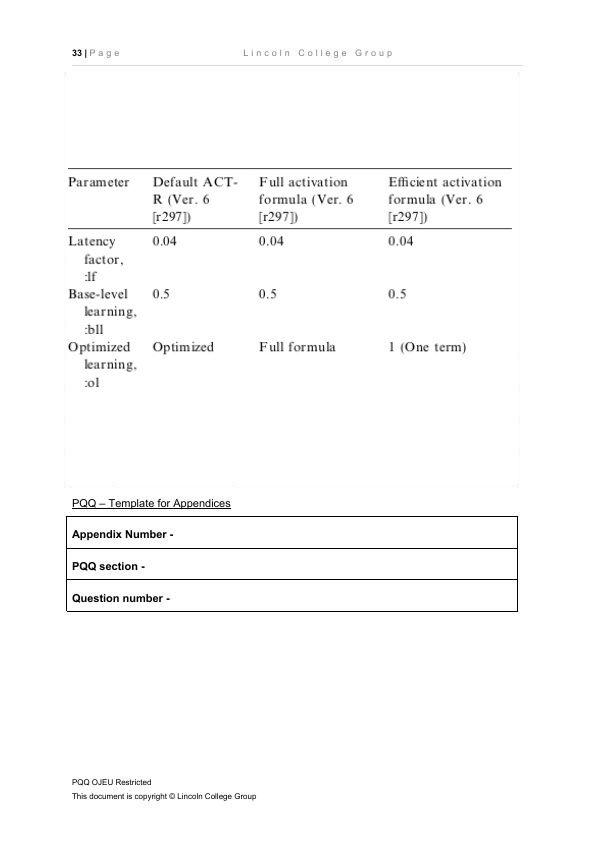 33 | Page Lincoln College Group
Parameter Default ACT- Full activation Efficient activation
R (Ver. 6 formula (Ver. 6 formula (Ver. 6
[r297]) [r297]) [r297])
Latency 0.04 0.04 0.04
factor,
:lf
Base-level 0.5 0.5 0.5
learning,
:bll
Optimized Optimized Full formula 1 (One term)
learning,
:ol
PQQ – Template for Appendices
Appendix Number -
PQQ section -
Question number -
PQQ OJEU Restricted
This document is copyright © Lincoln College Group